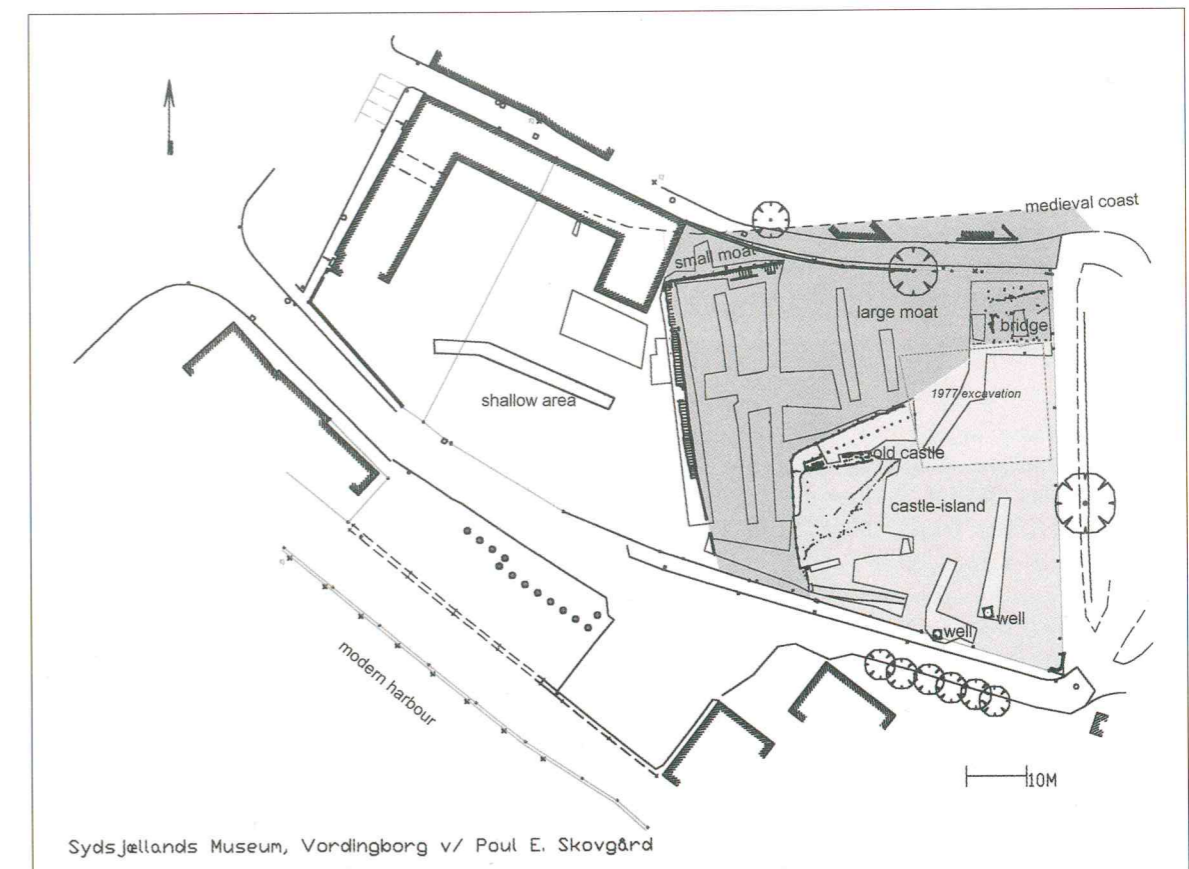 medieval coast
small moat
large moat
bridge
1977 excavation
shallow area
old castle
castle-island
well
well
modern harbour
10M
Sydsjællands Museum, Vordingborg v/ Poul E. Skovgård